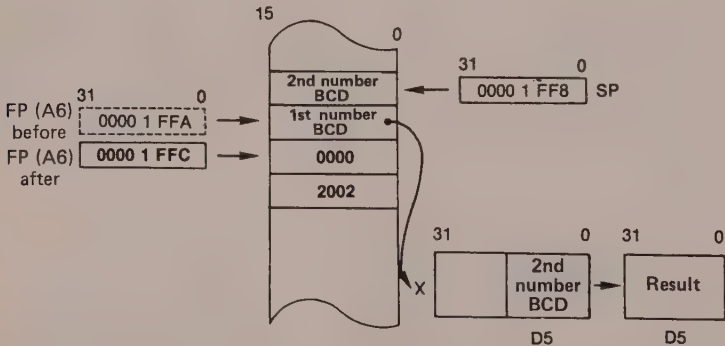 15
0
2nd number
BCD
31 0
0000 1 FF8 SP
31 0
FP (A6) 0000 1 FFA
before
1st number
BCD
FP (A6) 0000 1 FFC
after
0000
2002
31 0
31 0
X
2nd
number
BCD
Result
D5
D5